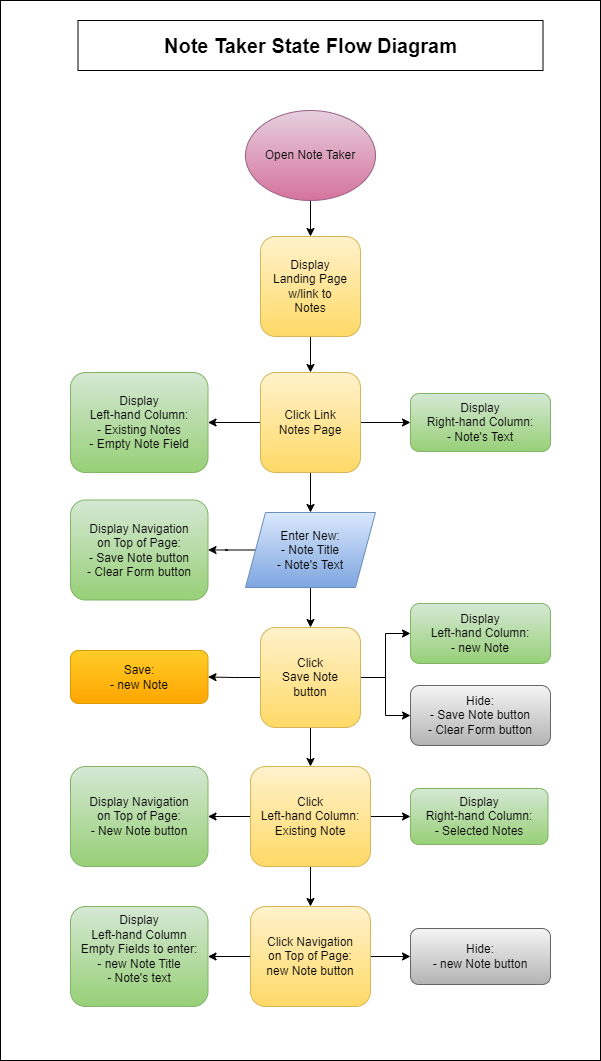 Note Taker State Flow Diagram
Open Note Taker
Display
Landing Page
w/link to
Notes
Display
Left-hand Column:
- Existing Notes
- Empty Note Field
Click Link
Notes Page
Display
Right-hand Column:
- Note's Text
Display Navigation
on Top of Page:
- Save Note button
- Clear Form button
Enter New:
- Note Title
- Note's Text
Save:
- new Note
Click
Save Note
button
Display
Left-hand Column:
- new Note
Hide:
- Save Note button
- Clear Form button
Display Navigation
on Top of Page:
- New Note button
Click
Left-hand Column:
Existing Note
Display
Right-hand Column:
- Selected Notes
Display
Left-hand Column
Empty Fields to enter:
- new Note Title
- Note's text
Click Navigation
on Top of Page:
new Note button
Hide:
- new Note button